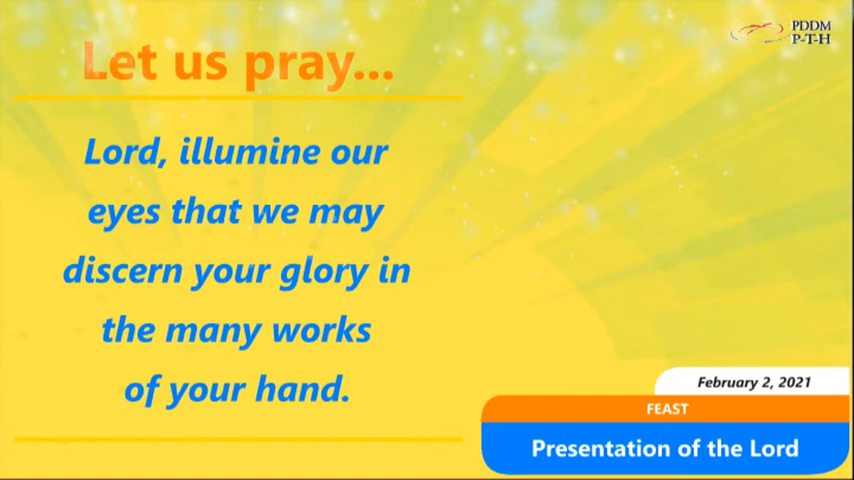 PDDM
P-T-H
Let us pray...
Lord, illumine our
eyes that we may
discern your glory in
the many works
of your hand.
February 2, 2021
FEAST
Presentation of the Lord